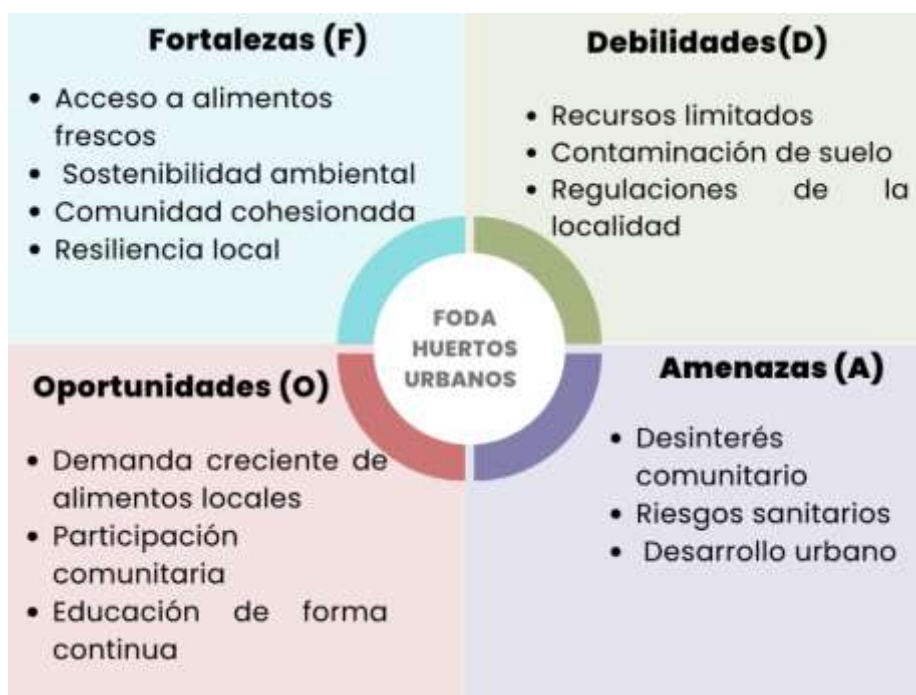 Fortalezas (F)
• Acceso a alimentos
frescos
• Sostenibilidad ambiental
• Comunidad cohesionada
• Resiliencia local
Debilidades(D)
• Recursos limitados
• Contaminación de suelo
• Regulaciones de la
localidad
FODA
HUERTOS
URBANOS
Oportunidades (O)
• Demanda creciente de
alimentos locales
• Participación
comunitaria
• Educación de forma
continua
Amenazas (A)
• Desinterés
comunitario
• Riesgos sanitarios
• Desarrollo urbano